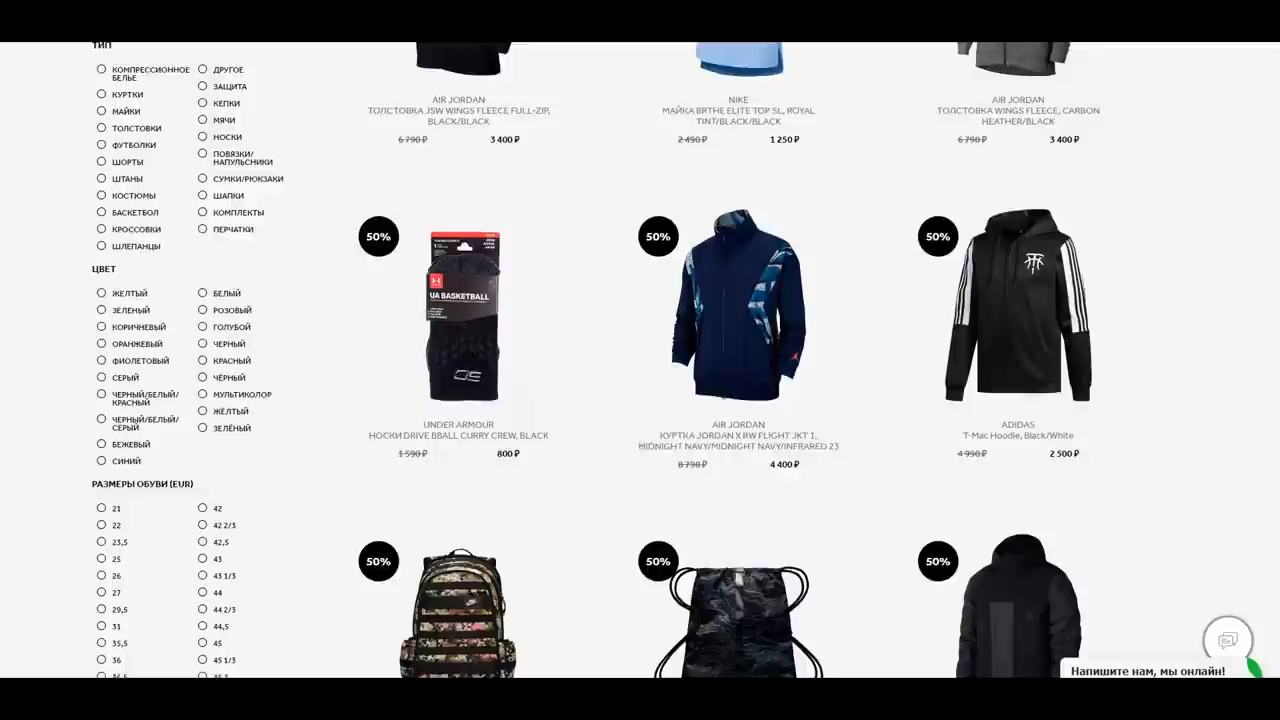 ТИП
КОМПРЕССИОННОЕ
БЕЛЬЕ
КУРТКИ
МАЙКИ
ТОЛСТОВКИ
ФУТБОЛКИ
ШОРТЫ
ШТАНЫ
КОСТЮМЫ
БАСКЕТБОЛ
КРОССОВКИ
ШЛЕПАНЦЫ
ДРУГОЕ
ЗАЩИТА
КЕПКИ
МЯЧИ
НОСКИ
ПОВЯЗКИ/
НАПУЛЬСНИКИ
СУМКИ/РЮКЗАКИ
ШАПКИ
КОМПЛЕКТЫ
ПЕРЧАТКИ
ЦВЕТ
ЖЕЛТЫЙ
ЗЕЛЕНЫЙ
КОРИЧНЕВЫЙ
ОРАНЖЕВЫЙ
ФИОЛЕТОВЫЙ
СЕРЫЙ
ЧЕРНЫЙ/БЕЛЫЙ/
КРАСНЫЙ
ЧЕРНЫЙ/БЕЛЫЙ/
СЕРЫЙ
БЕЖЕВЫЙ
СИНИЙ
БЕЛЫЙ
РОЗОВЫЙ
ГОЛУБОЙ
ЧЕРНЫЙ
КРАСНЫЙ
ЧЁРНЫЙ
МУЛЬТИКОЛОР
ЖЁЛТЫЙ
ЗЕЛЁНЫЙ
РАЗМЕРЫ ОБУВИ (EUR)
21
22
23,5
25
26
27
29,5
31
35,5
36
42
42 2/3
42,5
43
43 1/3
44
44 2/3
44,5
45
45 1/3
AIR JORDAN
ТОЛСТОВКА JSW WINGS FLEECE FULL-ZIP,
BLACK/BLACK
6 790 ₽ 3 400 ₽
NIKE
МАЙКА BRTHE ELITE TOP SL, ROYAL
TINT/BLACK/BLACK
2 490 ₽ 1 250 ₽
AIR JORDAN
ТОЛСТОВКА WINGS FLEECE, CARBON
HEATHER/BLACK
6 790 ₽ 3 400 ₽
50%
UA BASKETBALL
UNDER ARMOUR
НОСКИ DRIVE BBALL CURRY CREW, BLACK
1 590 ₽ 800 ₽
50%
AIR JORDAN
КУРТКА JORDAN X RW FLIGHT JKT 1,
MIDNIGHT NAVY/MIDNIGHT NAVY/INFRARED 23
8 790 ₽ 4 400 ₽
50%
ADIDAS
T-Mac Hoodie, Black/White
4 990 ₽ 2 500 ₽
50%
50%
50%
Напишите нам, мы онлайн!